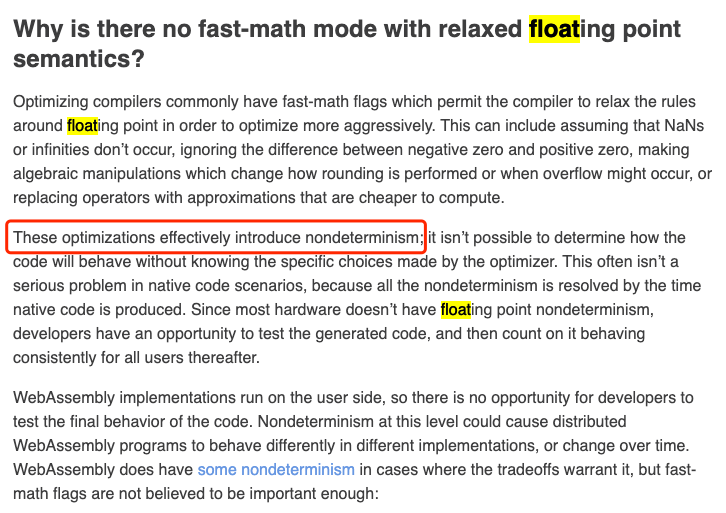 Why is there no fast-math mode with relaxed floating point
semantics?
Optimizing compilers commonly have fast-math flags which permit the compiler to relax the rules
around floating point in order to optimize more aggressively. This can include assuming that NaNs
or infinities don’t occur, ignoring the difference between negative zero and positive zero, making
algebraic manipulations which change how rounding is performed or when overflow might occur, or
replacing operators with approximations that are cheaper to compute.
These optimizations effectively introduce nondeterminism; it isn’t possible to determine how the
code will behave without knowing the specific choices made by the optimizer. This often isn’t a
serious problem in native code scenarios, because all the nondeterminism is resolved by the time
native code is produced. Since most hardware doesn’t have floating point nondeterminism,
developers have an opportunity to test the generated code, and then count on it behaving
consistently for all users thereafter.
WebAssembly implementations run on the user side, so there is no opportunity for developers to
test the final behavior of the code. Nondeterminism at this level could cause distributed
WebAssembly programs to behave differently in different implementations, or change over time.
WebAssembly does have some nondeterminism in cases where the tradeoffs warrant it, but fast-
math flags are not believed to be important enough: